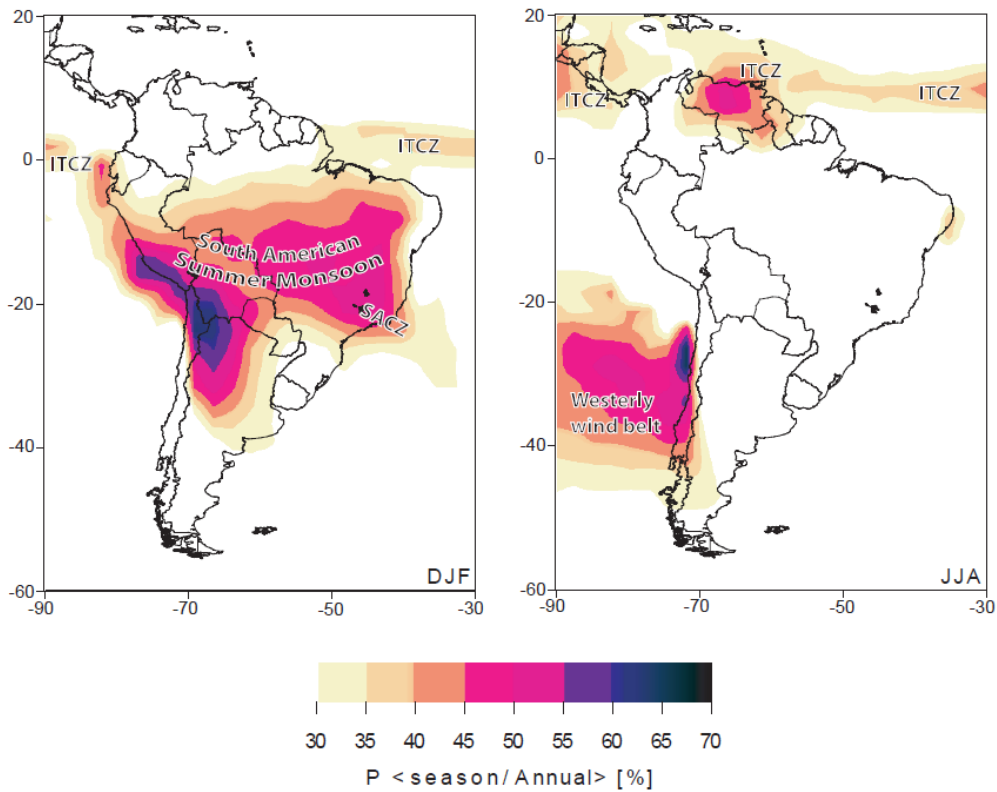 20
0
-20
-40
-60
-90
-70
-50
-30
ITCZ
ITCZ
South American
Summer Monsoon
SACZ
DJF
20
0
-20
-40
-60
-90
-70
-50
-30
ITCZ
ITCZ
ITCZ
Westerly
wind belt
JJA
30 35 40 45 50 55 60 65 70
P <season/Annual> [%]